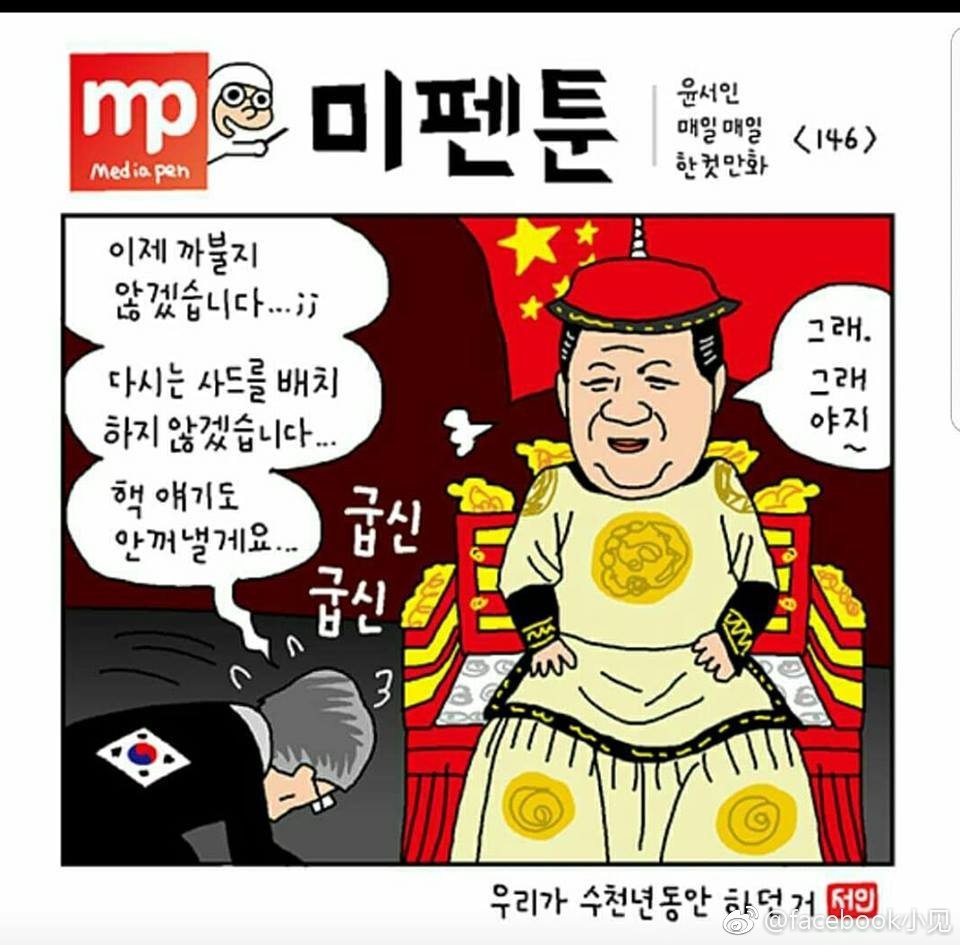 mp
Media pen
미펜툰
윤서인
매일매일
한컷만화
<146>
이제 까불지
않겠습니다...;;
다시는 사드를 배치
하지 않겠습니다...
핵 얘기도
안꺼낼게요...
굽신
굽신
그래.
그래
야지
~
우리가 수천년동안 하던거
서인
@facebook小见